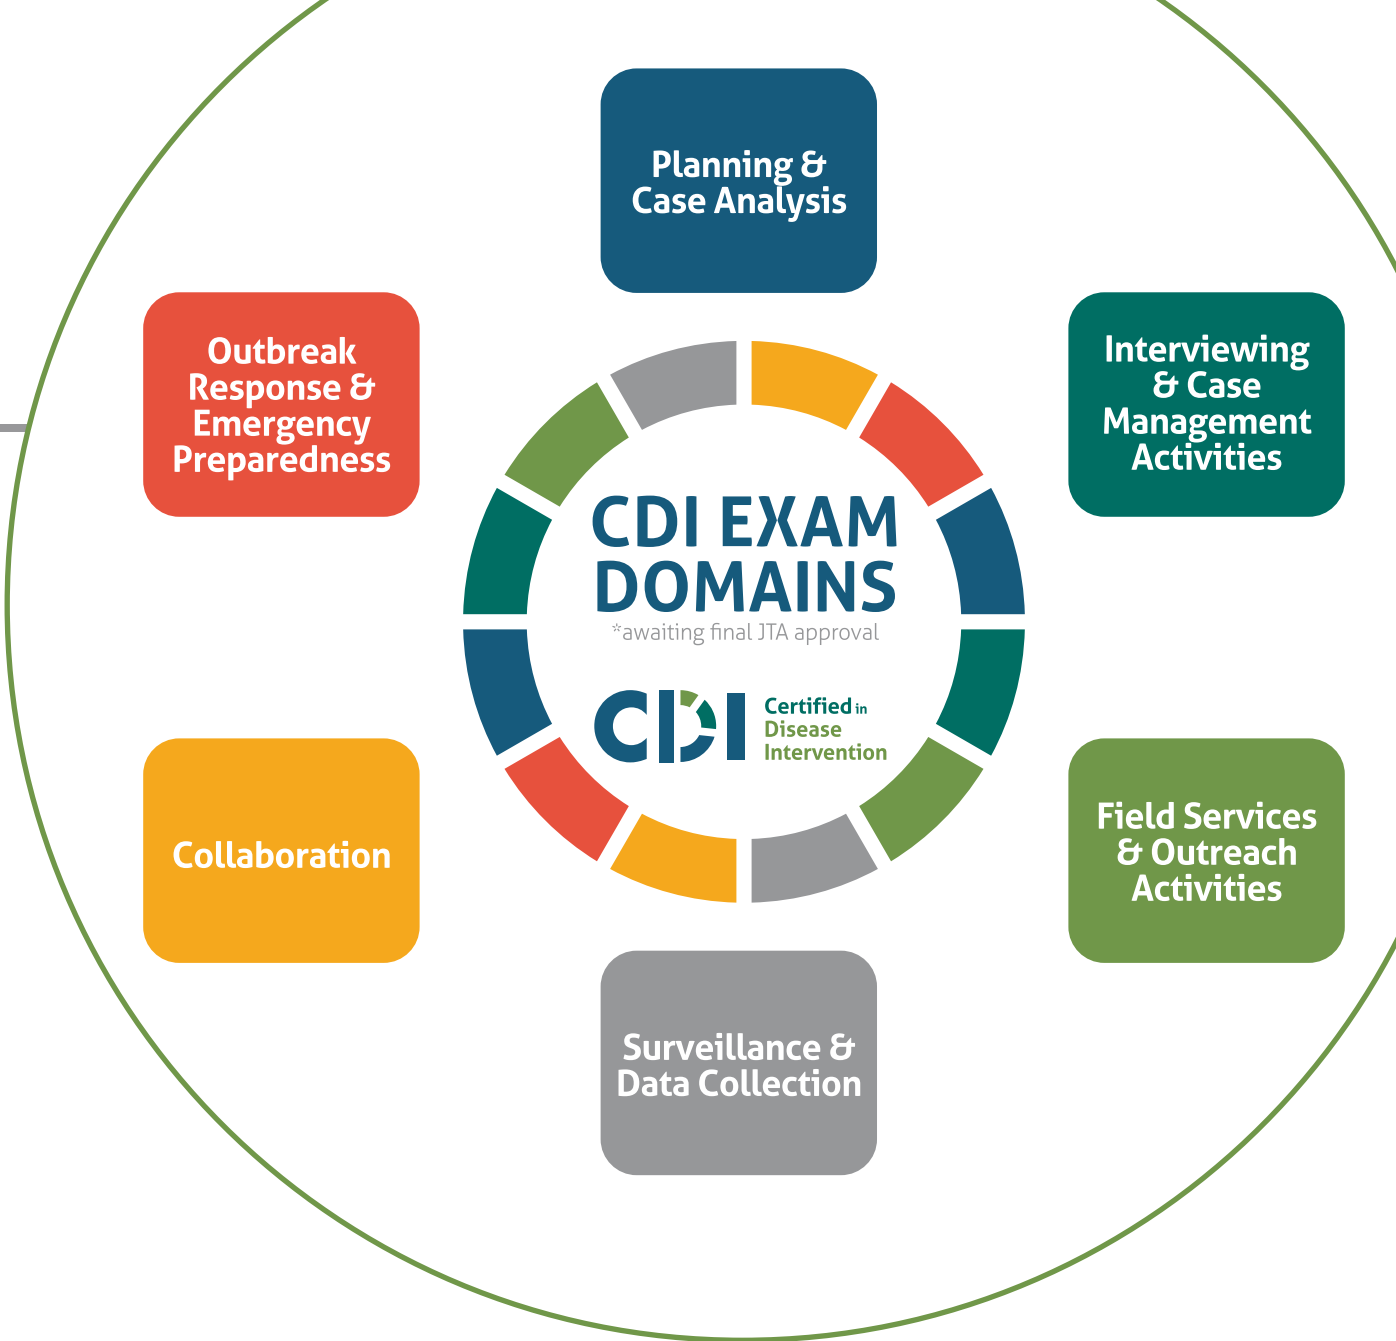 Planning &
Case Analysis
Outbreak
Response &
Emergency
Preparedness
Interviewing
& Case
Management
Activities
CDI EXAM
DOMAINS
*awaiting final JTA approval
CDI
Certified in
Disease
Intervention
Collaboration
Field Services
& Outreach
Activities
Surveillance &
Data Collection